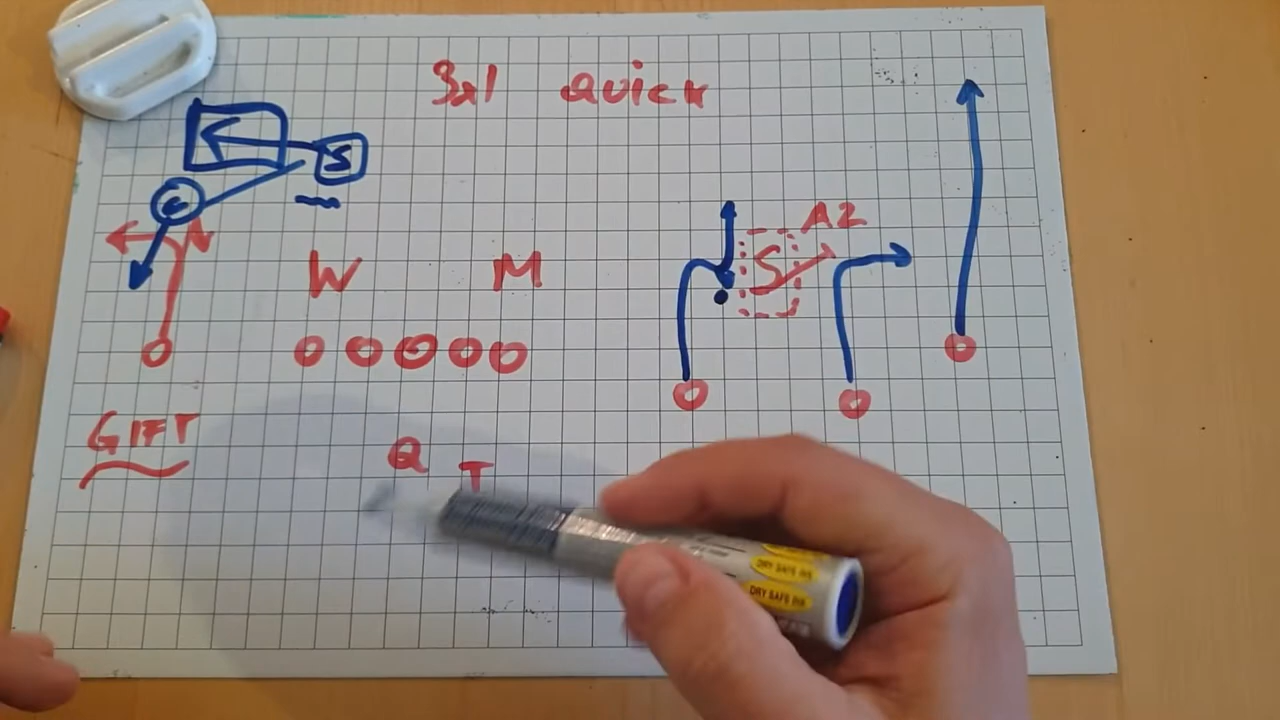 3x1 Quick
S
C
S A2
W M
GIFT
Q T
DRY SAFE INK
DRY SAFE INK